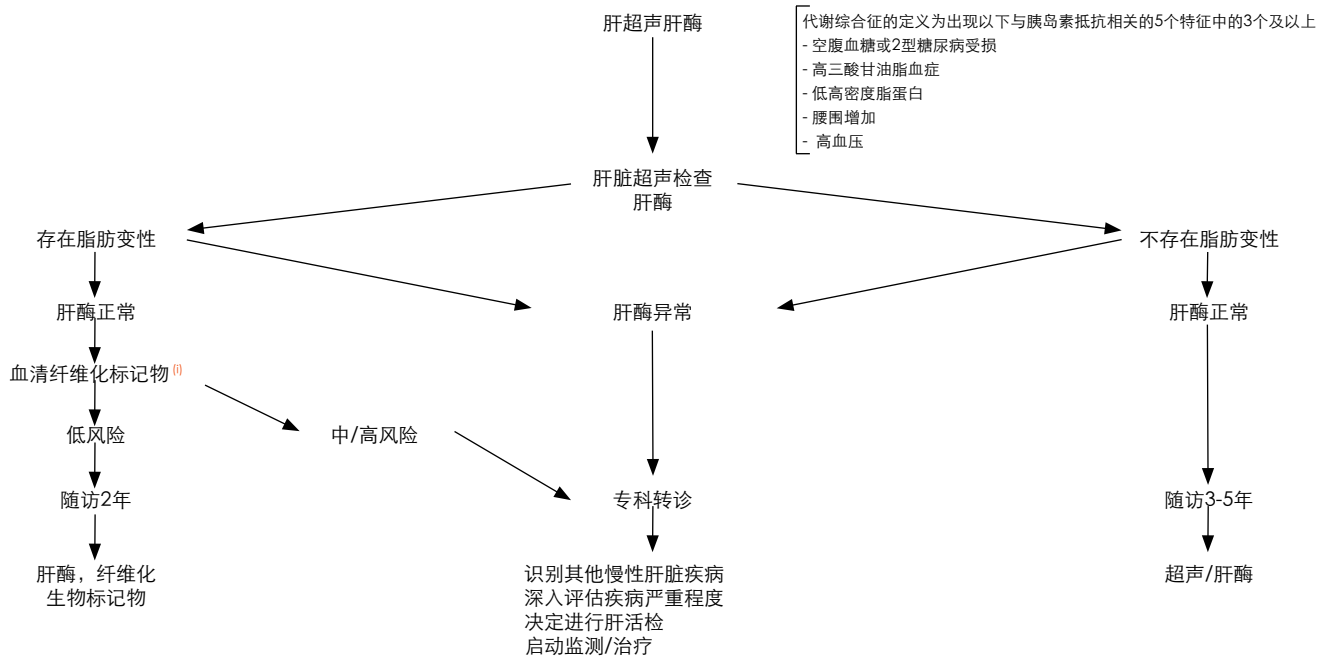 肝超声肝酶
代谢综合征的定义为出现以下与胰岛素抵抗相关的5个特征中的3个及以上
- 空腹血糖或2型糖尿病受损
- 高三酸甘油脂血症
- 低高密度脂蛋白
- 腰围增加
- 高血压
肝脏超声检查
肝酶
存在脂肪变性
不存在脂肪变性
肝酶正常
肝酶异常
肝酶正常
血清纤维化标记物 (i)
低风险
中/高风险
随访2年
专科转诊
随访3-5年
肝酶，纤维化
生物标记物
识别其他慢性肝脏疾病
深入评估疾病严重程度
决定进行肝活检
启动监测/治疗
超声/肝酶